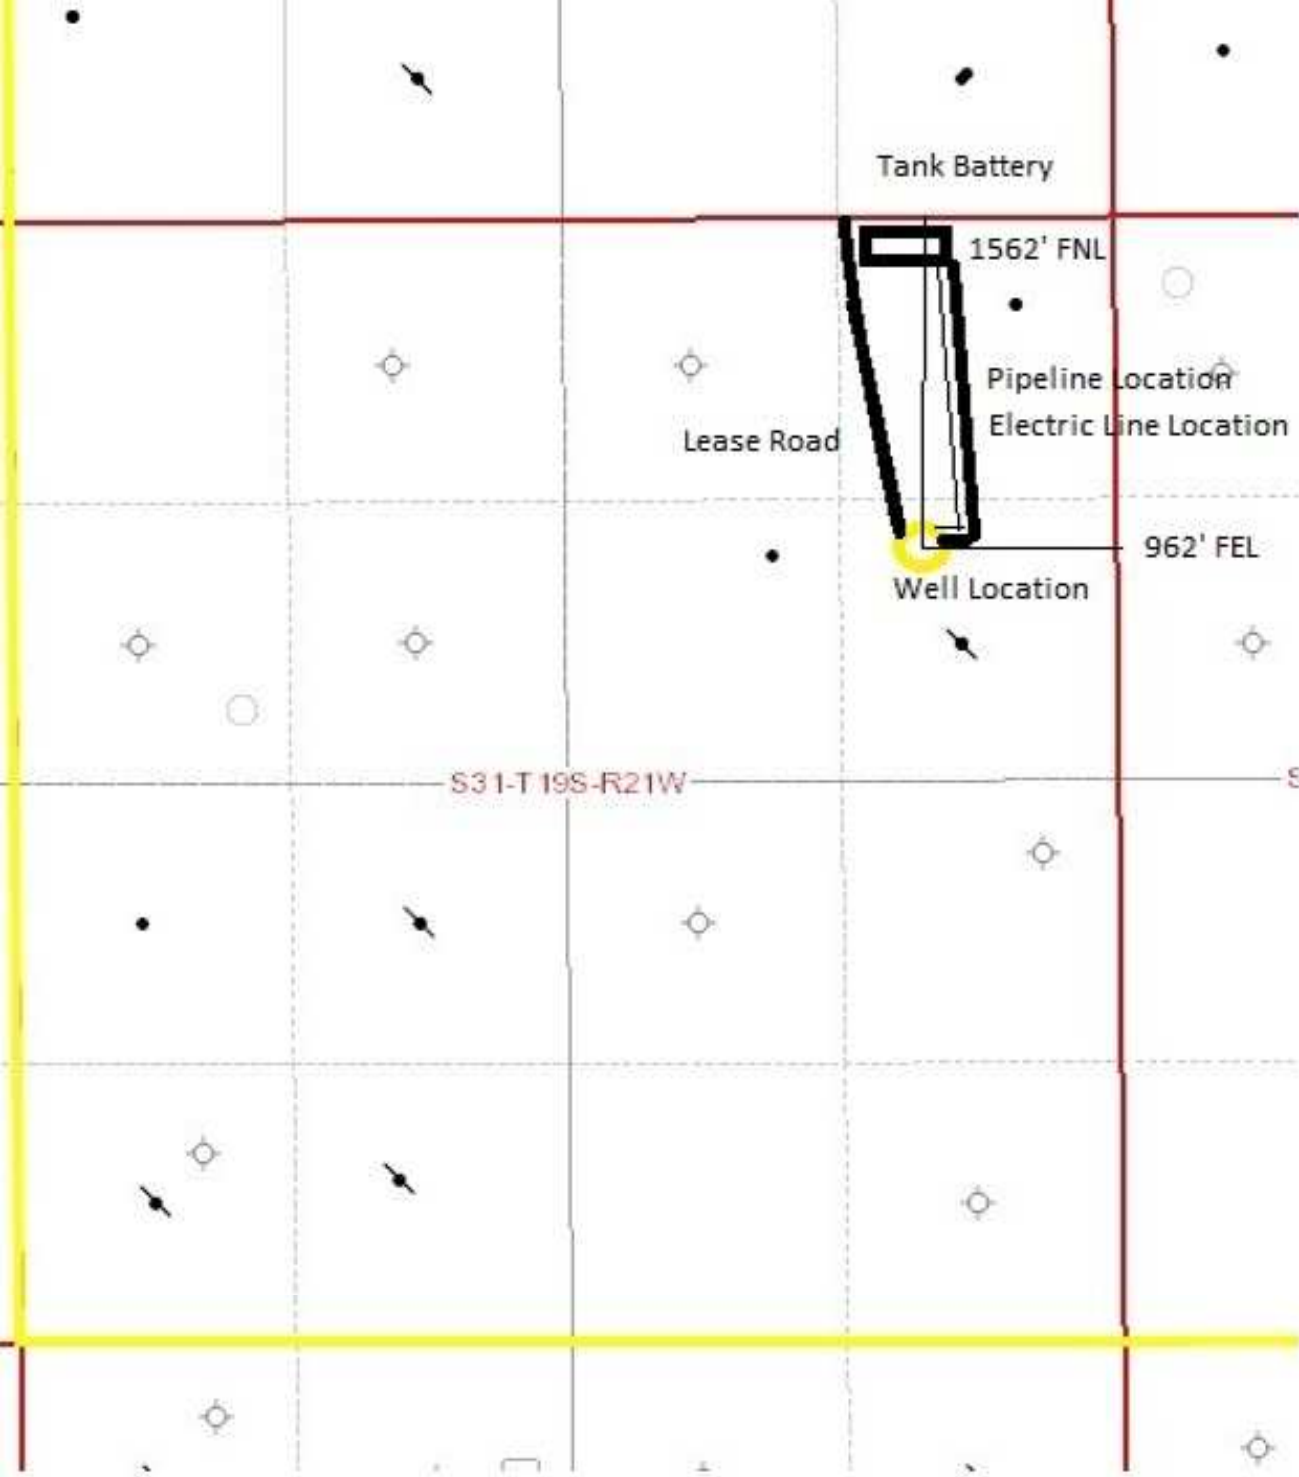 Tank Battery
1562' FNL
Pipeline Location
Electric Line Location
Lease Road
962' FEL
Well Location
S31-T19S-R21W
S